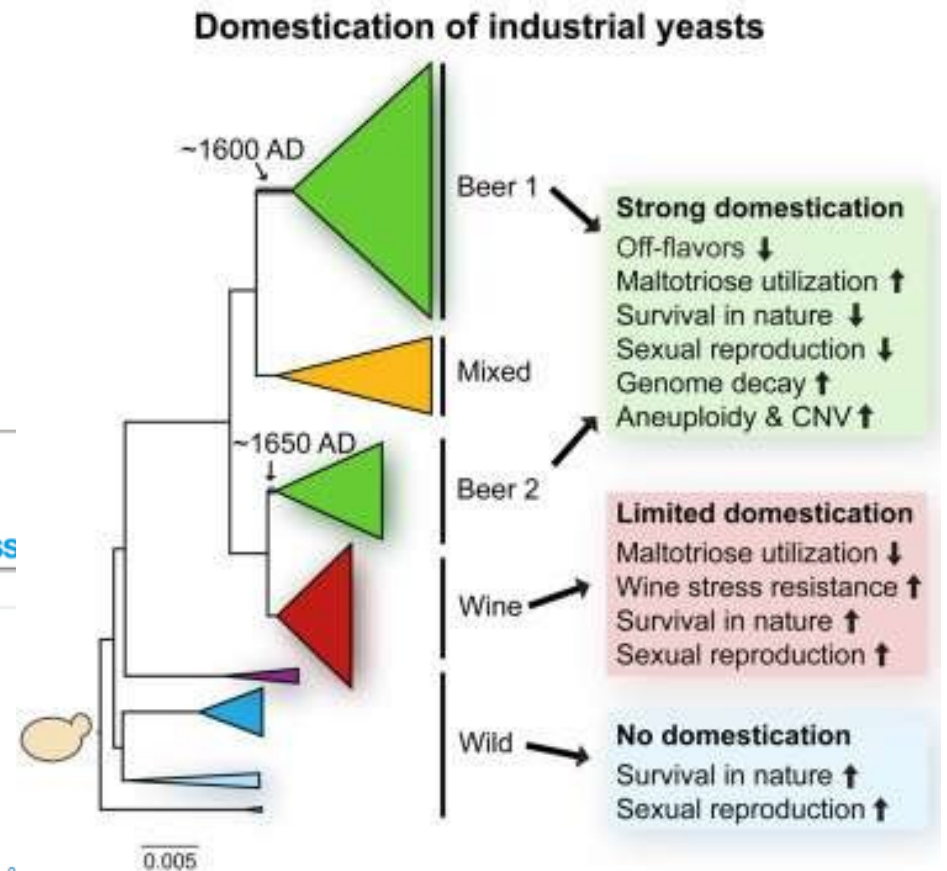 Domestication of industrial yeasts
~1600 AD
Beer 1
Mixed
~1650 AD
Beer 2
Wine
Wild
0.005
Strong domestication
Off-flavors ↓
Maltotriose utilization ↑
Survival in nature ↓
Sexual reproduction ↓
Genome decay ↑
Aneuploidy & CNV ↑
Limited domestication
Maltotriose utilization ↓
Wine stress resistance ↑
Survival in nature ↑
Sexual reproduction ↑
No domestication
Survival in nature ↑
Sexual reproduction ↑